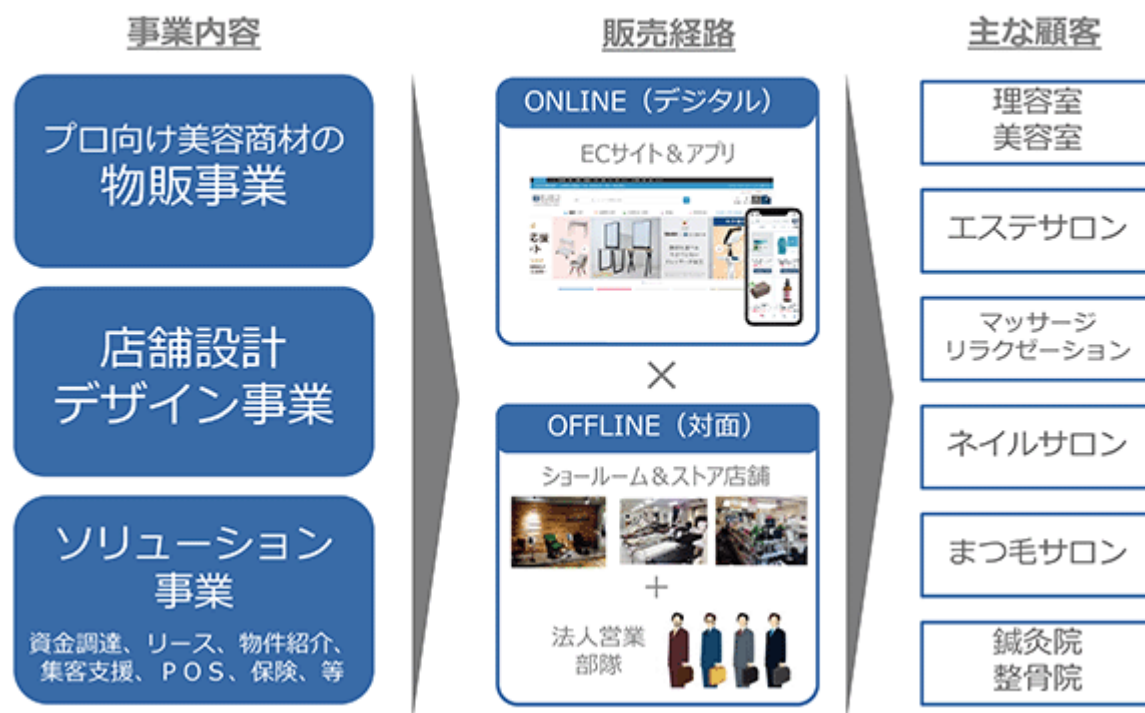 事業内容
プロ向け美容商材の
物販事業
店舗設計
デザイン事業
ソリューション
事業
資金調達、リース、物件紹介、
集客支援、ＰＯＳ、保険、等
販売経路
ONLINE（デジタル）
ECサイト＆アプリ
×
OFFLINE（対面）
ショールーム＆ストア店舗
＋
法人営業
部隊
主な顧客
理容室
美容室
エステサロン
マッサージ
リラクゼーション
ネイルサロン
まつ毛サロン
鍼灸院
整骨院